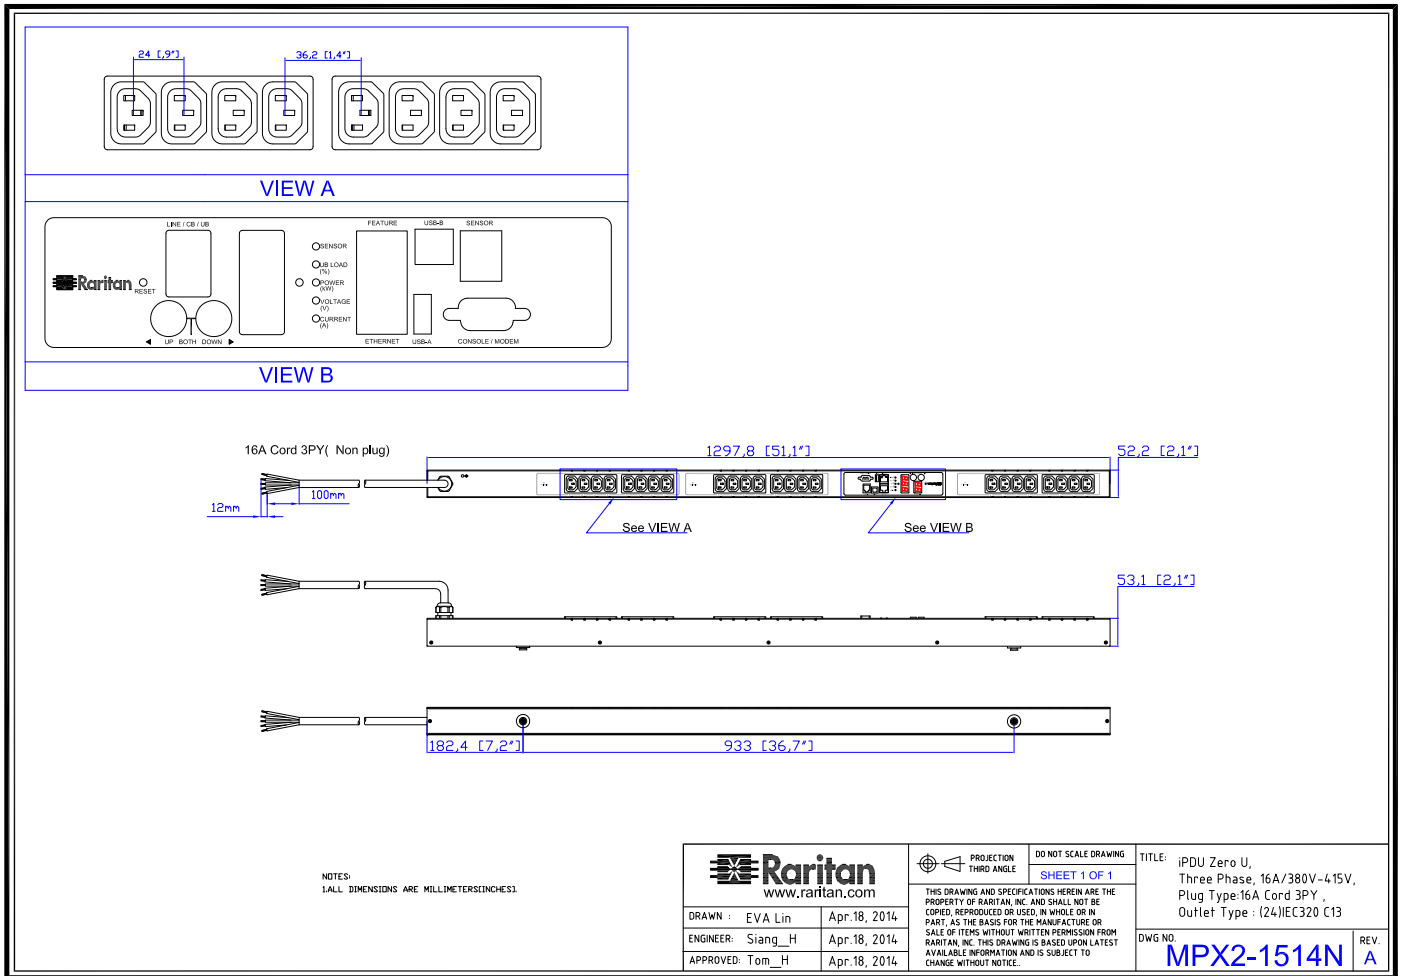 24 [,9"]
36,2 [1,4"]
VIEW A
LINE / CB / UB
FEATURE
USB-B
SENSOR
Raritan
RESET
SENSOR
UB LOAD
(%)
POWER
(kW)
VOLTAGE
(V)
CURRENT
(A)
UP BOTH DOWN
ETHERNET
USB-A
CONSOLE / MODEM
VIEW B
16A Cord 3PY( Non plug)
1297,8 [51,1"]
52,2 [2,1"]
100mm
12mm
See VIEW A
See VIEW B
53,1 [2,1"]
182,4 [7,2"]
933 [36,7"]
NOTES:
1.ALL DIMENSIONS ARE MILLIMETERS[INCHES].
Raritan
www.raritan.com
DRAWN : EVA Lin Apr.18, 2014
ENGINEER: Siang_H Apr.18, 2014
APPROVED: Tom_H Apr.18, 2014
PROJECTION
THIRD ANGLE
DO NOT SCALE DRAWING
SHEET 1 OF 1
THIS DRAWING AND SPECIFICATIONS HEREIN ARE THE
PROPERTY OF RARITAN, INC. AND SHALL NOT BE
COPIED, REPRODUCED OR USED, IN WHOLE OR IN
PART, AS THE BASIS FOR THE MANUFACTURE OR
SALE OF ITEMS WITHOUT WRITTEN PERMISSION FROM
RARITAN, INC. THIS DRAWING IS BASED UPON LATEST
AVAILABLE INFORMATION AND IS SUBJECT TO
CHANGE WITHOUT NOTICE..
TITLE: iPDU Zero U,
Three Phase, 16A/380V-415V,
Plug Type:16A Cord 3PY ,
Outlet Type : (24)IEC320 C13
DWG NO. MPX2-1514N
REV. A